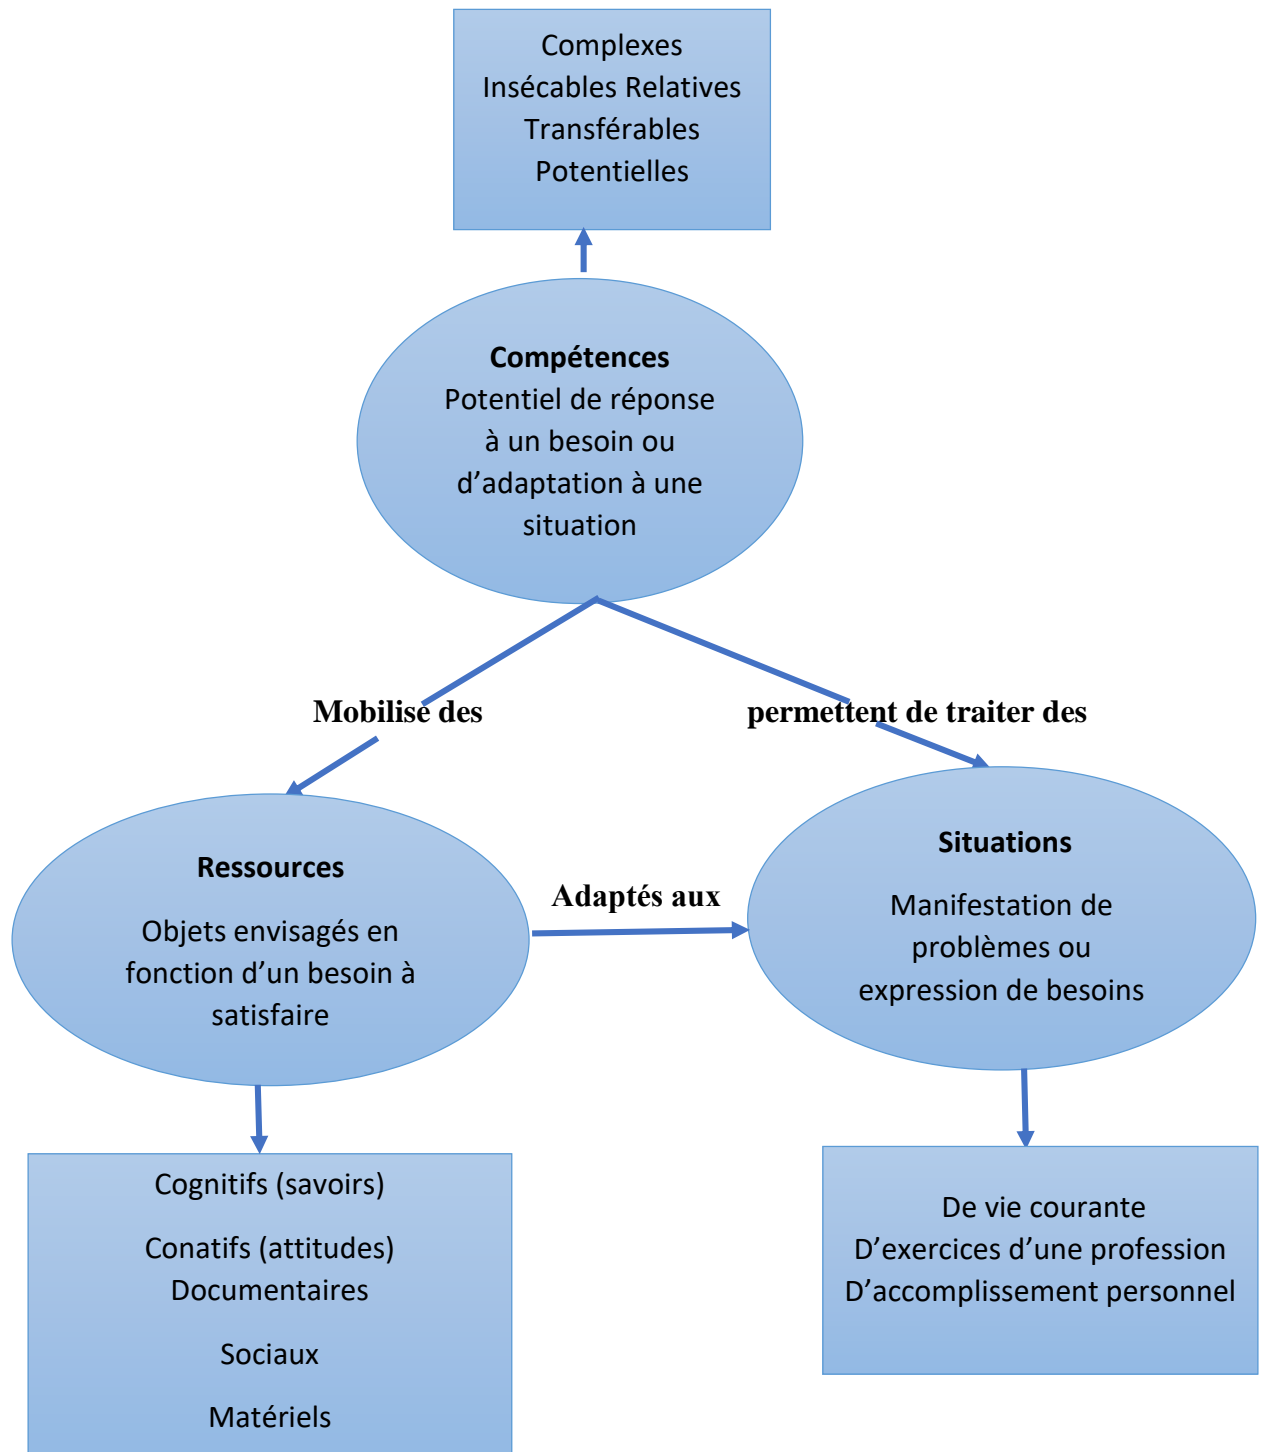 Complexes
Insécables Relatives
Transférables
Potentielles
Compétences
Potentiel de réponse
à un besoin ou
d’adaptation à une
situation
Mobilise des
permettent de traiter des
Ressources
Objets envisagés en
fonction d’un besoin à
satisfaire
Adaptés aux
Situations
Manifestation de
problèmes ou
expression de besoins
Cognitifs (savoirs)
Conatifs (attitudes)
Documentaires
Sociaux
Matériels
De vie courante
D’exercices d’une profession
D’accomplissement personnel